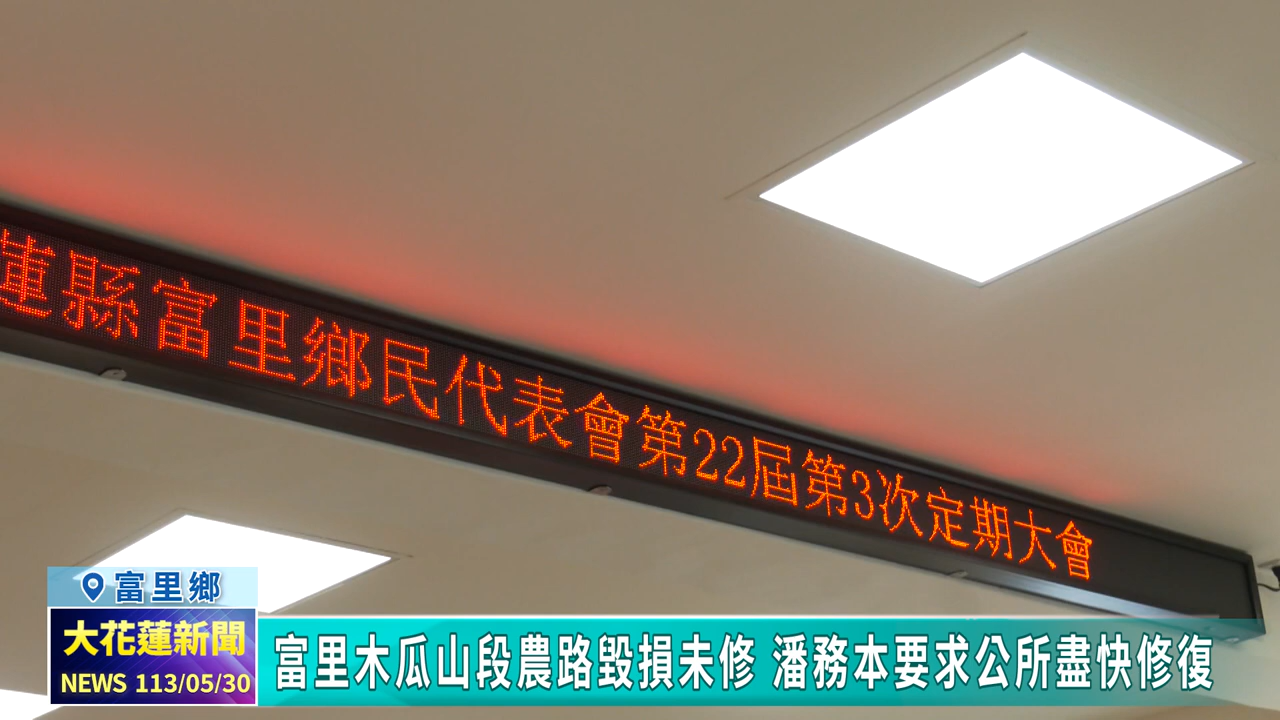 蓮縣富里鄉民代表會第22屆第3次定期大會
富里鄉
大花蓮新聞
NEWS 113/05/30
富里木瓜山段農路毀損未修 潘務本要求公所盡快修復